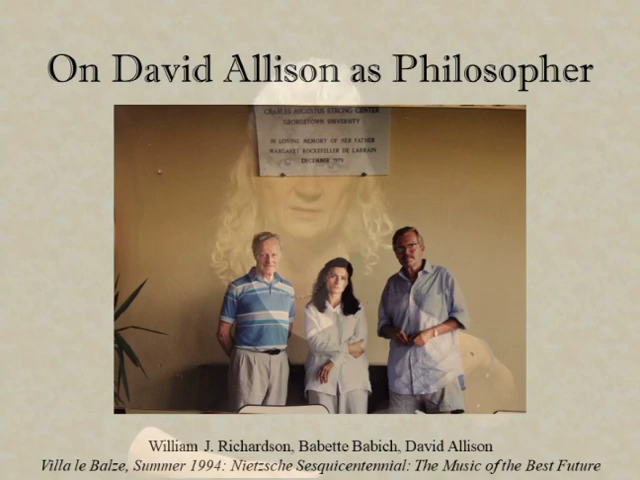 On David Allison as Philosopher
CHARLES AUGUSTUS STRONG CENTER
GEORGETOWN UNIVERSITY
IN LOVING MEMORY OF HER FATHER
MARGARET ROCKEFELLER DE LARRAIN
DECEMBER 1979
William J. Richardson, Babette Babich, David Allison
Villa le Balze, Summer 1994: Nietzsche Sesquicentennial: The Music of the Best Future